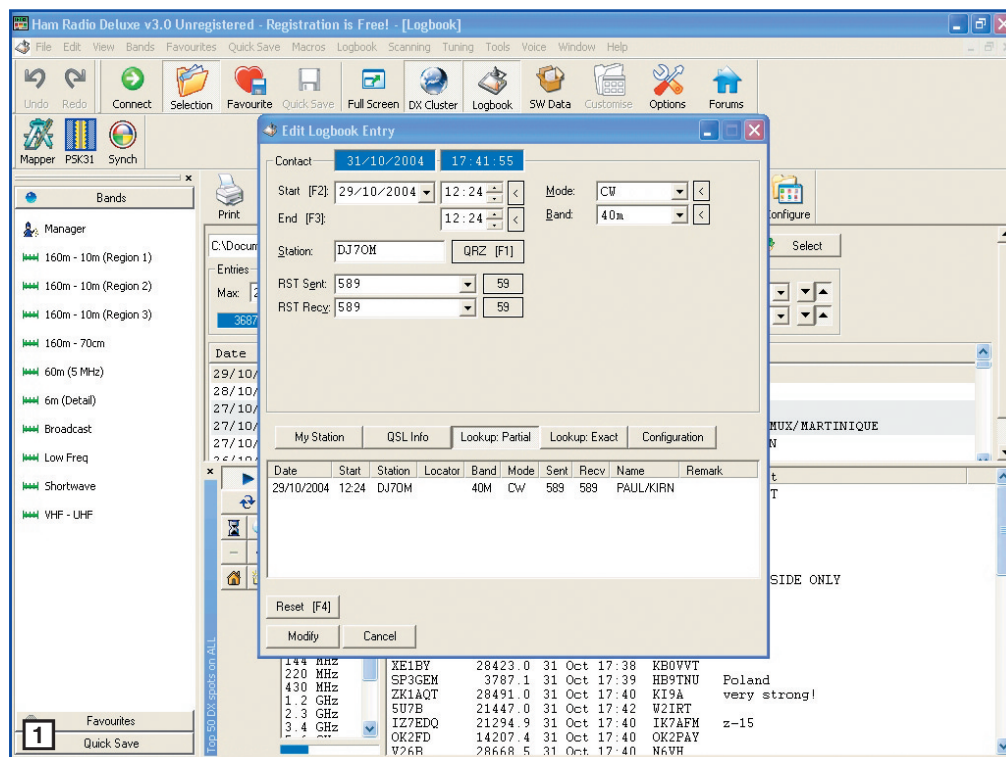 Ham Radio Deluxe v3.0 Unregistered - Registration is Free! - [Logbook]
File Edit View Bands Favourites Quick Save Macros Logbook Scanning Tuning Tools Voice Window Help
Undo Redo Connect Selection Favourite Quick Save Full Screen DX Cluster Logbook SW Data Customise Options Forums
Mapper PSK31 Synch
Bands
Manager
160m - 10m (Region 1)
160m - 10m (Region 2)
160m - 10m (Region 3)
160m - 70cm
60m (5 MHz)
6m (Detail)
Broadcast
Low Freq
Shortwave
VHF - UHF
Favourites
Quick Save
1
Print
onfigure
C:\Docum
Select
Entries
Max: 2
3687
Date
29/10/
28/10/
27/10/
27/10/ MUX/MARTINIQUE
27/10/ N
26/10/
Edit Logbook Entry
Contact 31/10/2004 17:41:55
Start [F2]: 29/10/2004 12:24 < Mode: CW <
End [F3]: 12:24 < Band: 40m <
Station: DJ7OM QRZ [F1]
RST Sent: 589 59
RST Recv: 589 59
My Station QSL Info Lookup: Partial Lookup: Exact Configuration
Date Start Station Locator Band Mode Sent Recv Name Remark
29/10/2004 12:24 DJ7OM 40M CW 589 589 PAUL/KIRN
Reset [F4]
Modify Cancel
t
T
SIDE ONLY
Top 50 DX spots on ALL
144 MHz
220 MHz
430 MHz
1.2 GHz
2.3 GHz
3.4 GHz
XE1BY 28423.0 31 Oct 17:38 KB0VVT
SP3GEM 3787.1 31 Oct 17:39 HB9TNU Poland
ZK1AQT 28491.0 31 Oct 17:40 KI9A very strong!
5U7B 21447.0 31 Oct 17:42 W2IRT
IZ7EDQ 21294.9 31 Oct 17:40 IK7AFM z-15
OK2FD 14207.4 31 Oct 17:40 OK2PAY
V26B 28668.5 31 Oct 17:40 N6VH